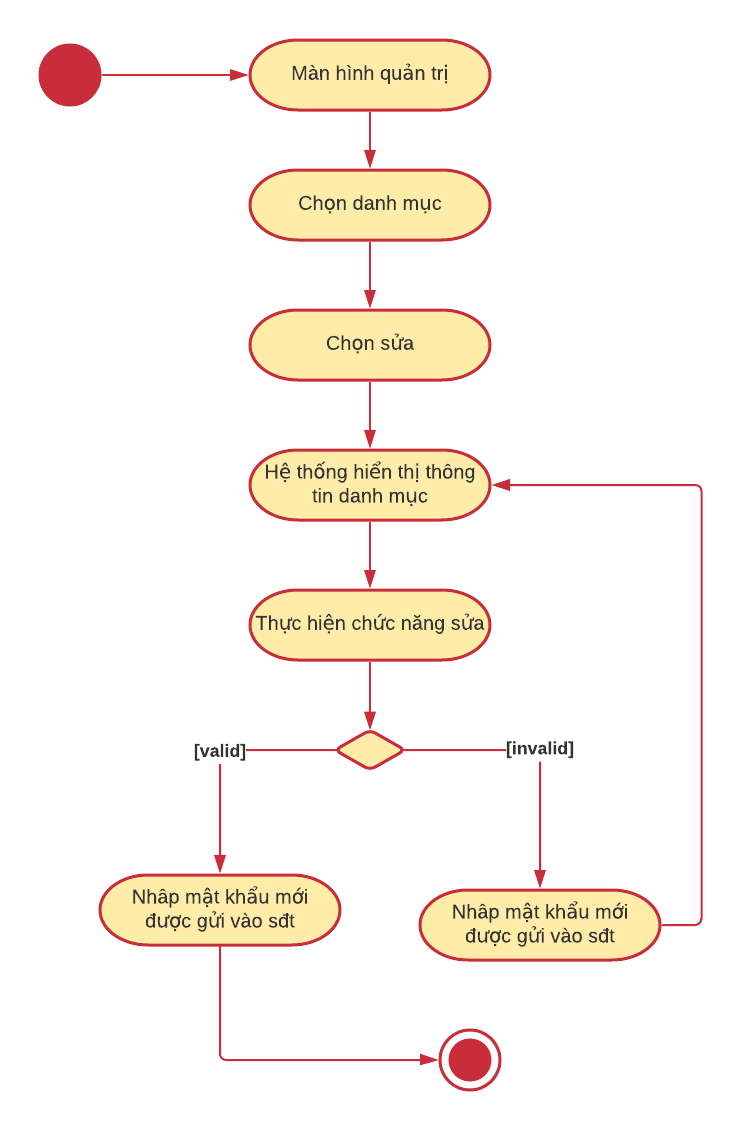 Màn hình quản trị
Chọn danh mục
Chọn sửa
Hệ thống hiển thị thông
tin danh mục
Thực hiện chức năng sửa
[valid]
[invalid]
Nhâp mật khẩu mới
được gửi vào sđt
Nhâp mật khẩu mới
được gửi vào sđt